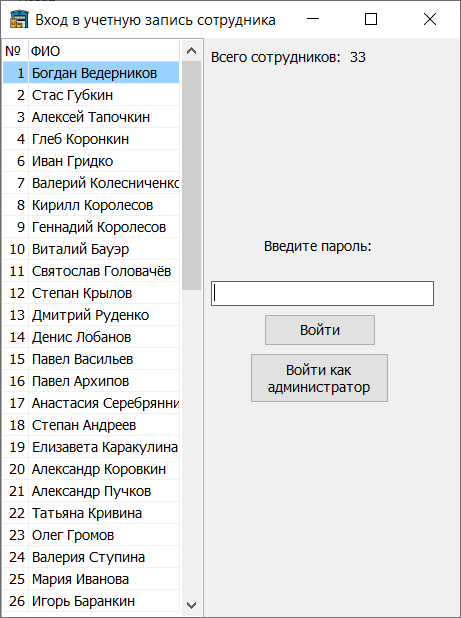 Вход в учетную запись сотрудника
№ ФИО
1 Богдан Ведерников
2 Стас Губкин
3 Алексей Тапочкин
4 Глеб Коронкин
6 Иван Гридко
7 Валерий Колесниченко
8 Кирилл Королесов
9 Геннадий Королесов
10 Виталий Бауэр
11 Святослав Головачёв
12 Степан Крылов
13 Дмитрий Руденко
14 Денис Лобанов
15 Павел Васильев
16 Павел Архипов
17 Анастасия Серебрянни
18 Степан Андреев
19 Елизавета Каракулина
20 Александр Коровкин
21 Александр Пучков
22 Татьяна Кривина
23 Олег Громов
24 Валерия Ступина
25 Мария Иванова
26 Игорь Баранкин
Всего сотрудников: 33
Введите пароль:
Войти
Войти как
администратор